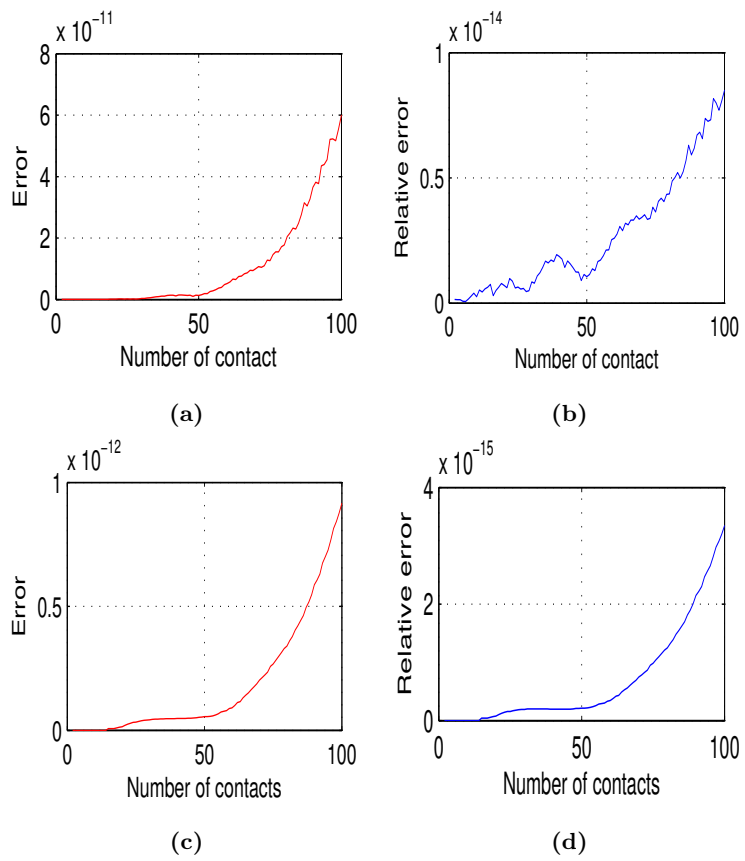 x 10⁻¹¹
8
6
4
2
0
Error
0 50 100
Number of contact
(a)
x 10⁻¹⁴
1
0.5
0
Relative error
0 50 100
Number of contact
(b)
x 10⁻¹²
1
0.5
0
Error
0 50 100
Number of contacts
(c)
x 10⁻¹⁵
4
2
0
Relative error
0 50 100
Number of contacts
(d)